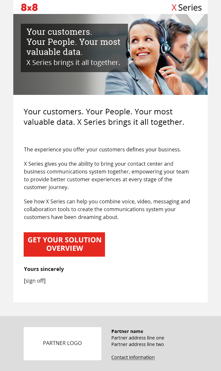 8x8
X Series
Your customers.
Your People. Your most
valuable data.
X Series brings it all together.
Your customers. Your People. Your most
valuable data. X Series brings it all together.
The experience you offer your customers defines your business.
X Series gives you the ability to bring your contact center and
business communications system together, empowering your team
to provide better customer experiences at every stage of the
customer journey.
See how X Series can help you combine voice, video, messaging and
collaboration tools to create the communications system your
customers have been dreaming about.
GET YOUR SOLUTION
OVERVIEW
Yours sincerely
[sign off]
PARTNER LOGO
Partner name
Partner address line one
Partner address line two
Contact information